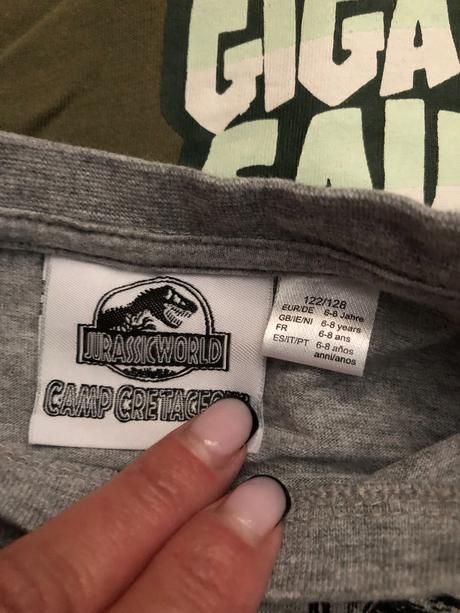 GIGA
SAU
JURASSIC WORLD
CAMP
122/128
EUR/DE 6-8 Jahre
GB/IE/NI 6-8 years
FR 6-8 ans
ES/IT/PT 6-8 años
anni/anos